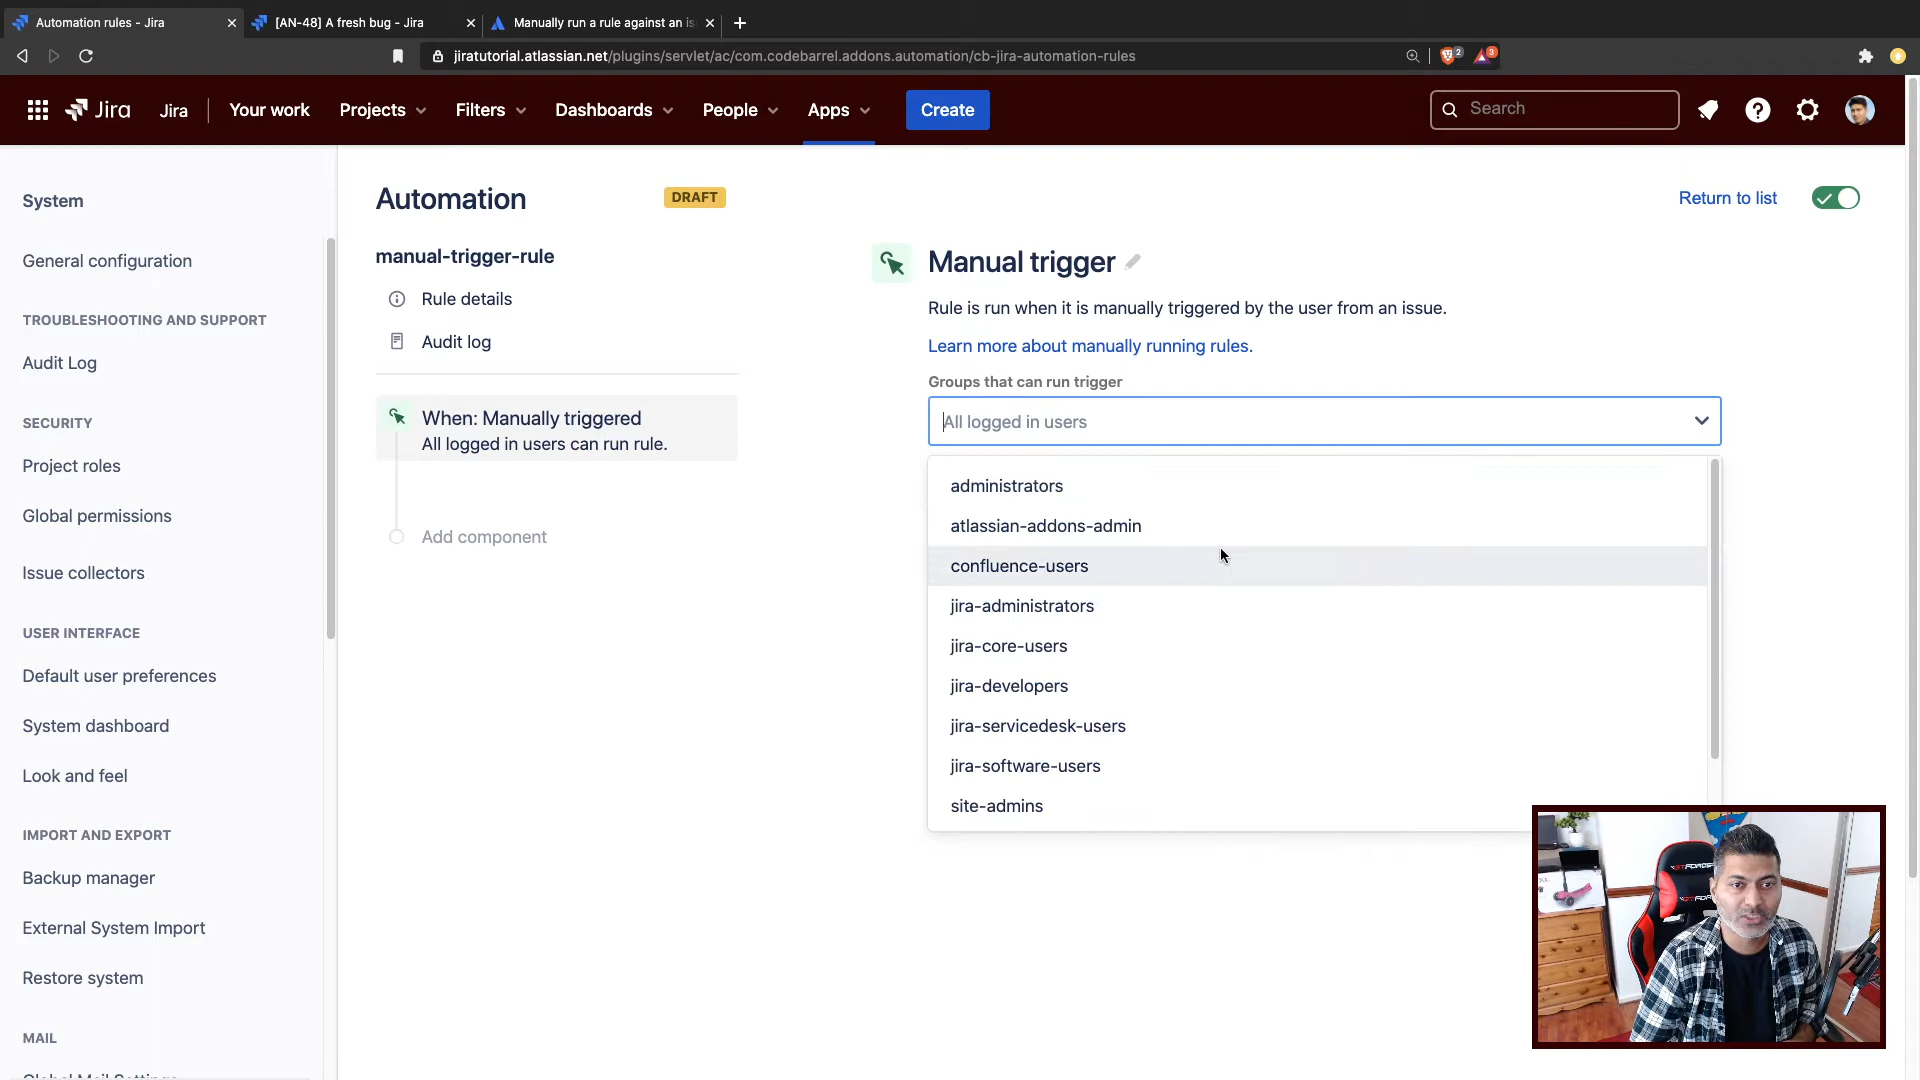 Automation rules - Jira
[AN-48] A fresh bug - Jira
Manually run a rule against an is
jiratutorial.atlassian.net/plugins/servlet/ac/com.codebarrel.addons.automation/cb-jira-automation-rules
2
3
Jira
Jira
Your work
Projects
Filters
Dashboards
People
Apps
Create
Search
System
General configuration
TROUBLESHOOTING AND SUPPORT
Audit Log
SECURITY
Project roles
Global permissions
Issue collectors
USER INTERFACE
Default user preferences
System dashboard
Look and feel
IMPORT AND EXPORT
Backup manager
External System Import
Restore system
MAIL
Global Mail Settings
Automation
DRAFT
Return to list
manual-trigger-rule
Rule details
Audit log
When: Manually triggered
All logged in users can run rule.
Add component
Manual trigger
Rule is run when it is manually triggered by the user from an issue.
Learn more about manually running rules.
Groups that can run trigger
All logged in users
administrators
atlassian-addons-admin
confluence-users
jira-administrators
jira-core-users
jira-developers
jira-servicedesk-users
jira-software-users
site-admins